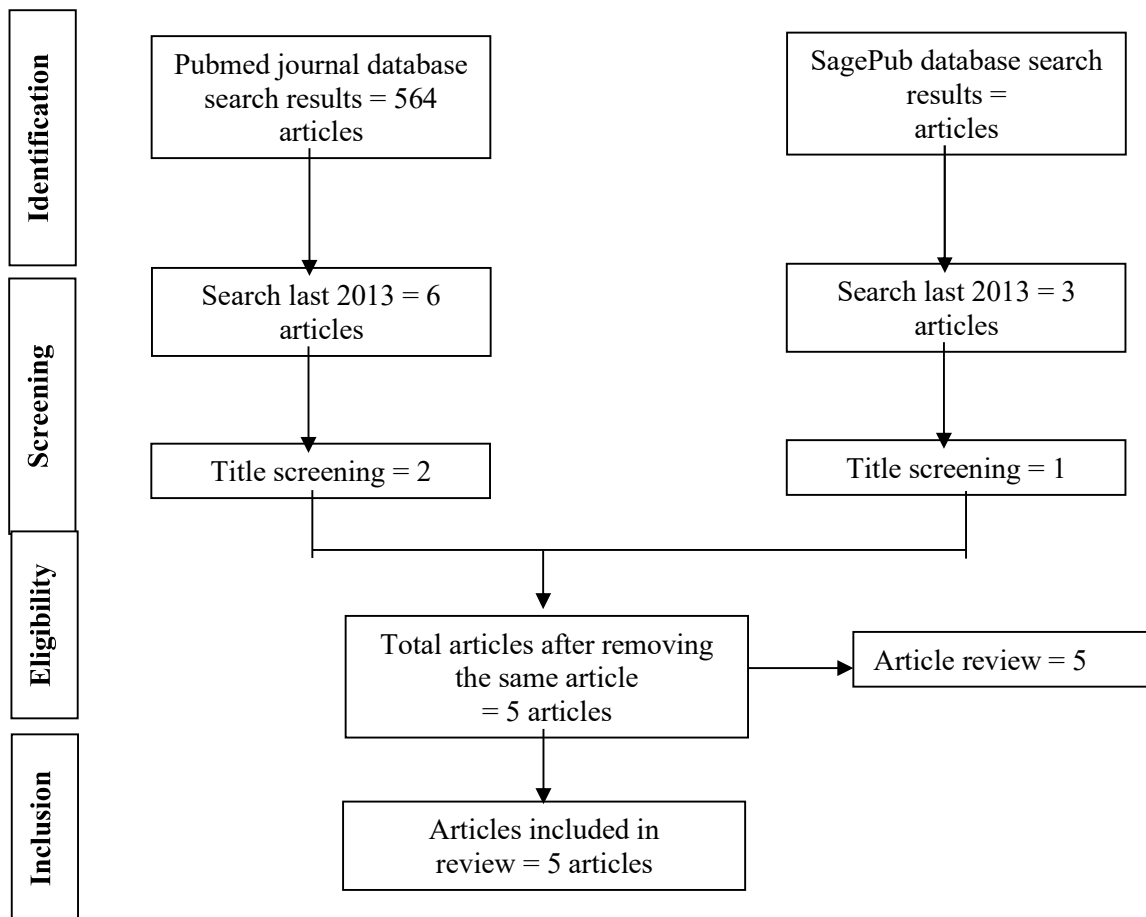 Identification
Pubmed journal database
search results = 564
articles
SagePub database search
results =
articles
Screening
Search last 2013 = 6
articles
Search last 2013 = 3
articles
Title screening = 2
Title screening = 1
Eligibility
Total articles after removing
the same article
= 5 articles
Article review = 5
Inclusion
Articles included in
review = 5 articles